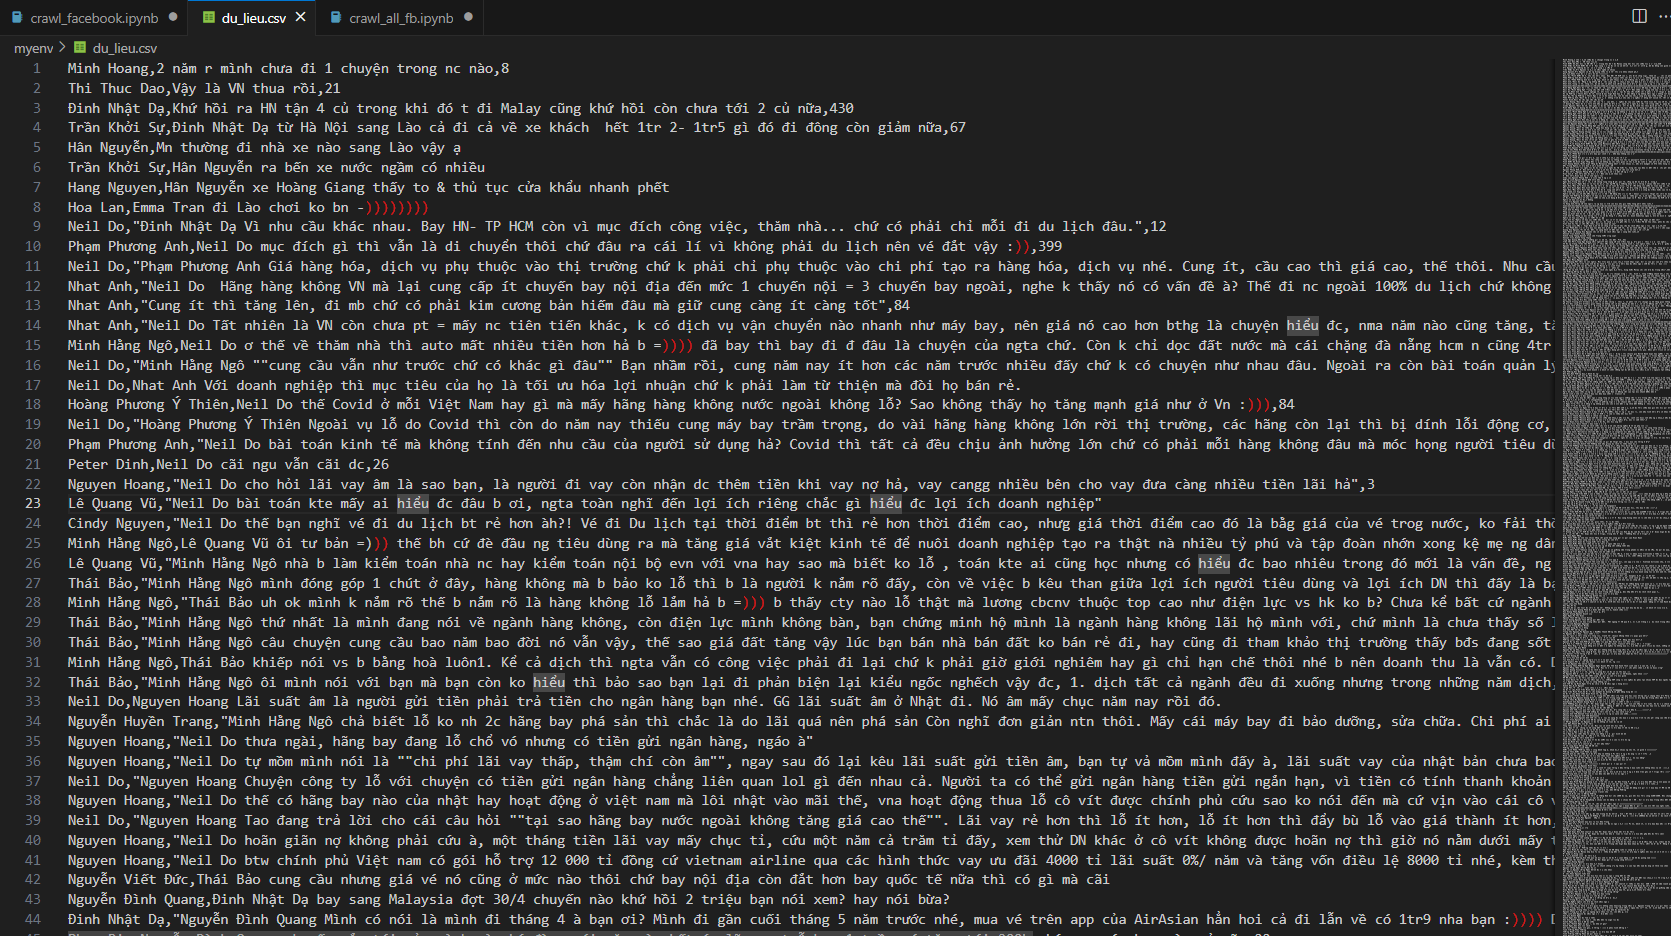 crawl_facebook.ipynb
du_lieu.csv
crawl_all_fb.ipynb
myenv > du_lieu.csv
1 Minh Hoang,2 năm r mình chưa đi 1 chuyện trong nc nào,8
2 Thi Thuc Dao,Vậy là VN thua rồi,21
3 Đinh Nhật Dạ,Khứ hồi ra HN tận 4 củ trong khi đó t đi Malay cũng khứ hồi còn chưa tới 2 củ nữa,430
4 Trần Khởi Sự,Đinh Nhật Dạ từ Hà Nội sang Lào cả đi cả về xe khách  hết 1tr 2- 1tr5 gì đó đi đông còn giảm nữa,67
5 Hân Nguyễn,Mn thường đi nhà xe nào sang Lào vậy ạ
6 Trần Khởi Sự,Hân Nguyễn ra bến xe nước ngầm có nhiều
7 Hang Nguyen,Hân Nguyễn xe Hoàng Giang thấy to & thủ tục cửa khẩu nhanh phết
8 Hoa Lan,Emma Tran đi Lào chơi ko bn -))))))))
9 Neil Do,"Đinh Nhật Dạ Vì nhu cầu khác nhau. Bay HN- TP HCM còn vì mục đích công việc, thăm nhà... chứ có phải chỉ mỗi đi du lịch đâu.",12
10 Phạm Phương Anh,Neil Do mục đích gì thì vẫn là di chuyển thôi chứ đâu ra cái lí vì không phải du lịch nên vé đắt vậy :)),399
11 Neil Do,"Phạm Phương Anh Giá hàng hóa, dịch vụ phụ thuộc vào thị trường chứ k phải chỉ phụ thuộc vào chi phí tạo ra hàng hóa, dịch vụ nhé. Cung ít, cầu cao thì giá cao, thế thôi. Nhu cầu
12 Nhat Anh,"Neil Do  Hãng hàng không VN mà lại cung cấp ít chuyến bay nội địa đến mức 1 chuyến nội = 3 chuyến bay ngoài, nghe k thấy nó có vấn đề à? Thế đi nc ngoài 100% du lịch chứ không
13 Nhat Anh,"Cung ít thì tăng lên, đi mb chứ có phải kim cương bản hiếm đâu mà giữ cung càng ít càng tốt",84
14 Nhat Anh,"Neil Do Tất nhiên là VN còn chưa pt = mấy nc tiên tiến khác, k có dịch vụ vận chuyển nào nhanh như máy bay, nên giá nó cao hơn bthg là chuyện hiểu đc, nma năm nào cũng tăng,
15 Minh Hằng Ngô,Neil Do ơ thế về thăm nhà thì auto mất nhiều tiền hơn hả b =)))) đã bay thì bay đi đ đâu là chuyện của ngta chứ. Còn k chỉ dọc đất nước mà cái chặng đà nẵng hcm n cũng 4tr
16 Neil Do,"Minh Hằng Ngô ""cung cầu vẫn như trước chứ có khác gì đâu"" Bạn nhầm rồi, cung năm nay ít hơn các năm trước nhiều đấy chứ k có chuyện như nhau đâu. Ngoài ra còn bài toán quản
17 Neil Do,Nhat Anh Với doanh nghiệp thì mục tiêu của họ là tối ưu hóa lợi nhuận chứ k phải làm từ thiện mà đòi họ bán rẻ.
18 Hoàng Phương Ý Thiên,Neil Do thế Covid ở mỗi Việt Nam hay gì mà mấy hãng hàng không nước ngoài không lỗ? Sao không thấy họ tăng mạnh giá như ở Vn :))),84
19 Neil Do,"Hoàng Phương Ý Thiên Ngoài vụ lỗ do Covid thì còn do năm nay thiếu cung máy bay trầm trọng, do vài hãng hàng không lớn rời thị trường, các hãng còn lại thì bị dính lỗi động cơ,
20 Phạm Phương Anh,"Neil Do bài toán kinh tế mà không tính đến nhu cầu của người sử dụng hả? Covid thì tất cả đều chịu ảnh hưởng lớn chứ có phải mỗi hàng không đâu mà móc họng người tiêu
21 Peter Dinh,Neil Do cãi ngu vẫn cãi dc,26
22 Nguyen Hoang,"Neil Do cho hỏi lãi vay âm là sao bạn, là người đi vay còn nhận dc thêm tiền khi vay nợ hả, vay cangg nhiều bên cho vay đưa càng nhiều tiền lãi hả",3
23 Lê Quang Vũ,"Neil Do bài toán kte mấy ai hiểu đc đâu b ơi, ngta toàn nghĩ đến lợi ích riêng chắc gì hiểu đc lợi ích doanh nghiệp"
24 Cindy Nguyen,"Neil Do thế bạn nghĩ vé đi du lịch bt rẻ hơn àh?! Vé đi Du lịch tại thời điểm bt thì rẻ hơn thời điểm cao, nhưg giá thời điểm cao đó là bằg giá của vé trog nước, ko fải
25 Minh Hằng Ngô,Lê Quang Vũ ôi tư bản =))) thế bh cứ đè đầu ng tiêu dùng ra mà tăng giá vắt kiệt kinh tế để nuôi doanh nghiệp tạo ra thật nà nhiều tỷ phú và tập đoàn nhớn xong kệ mẹ ng dân
26 Lê Quang Vũ,"Minh Hằng Ngô nhà b làm kiểm toán nhà nc hay kiểm toán nội bộ evn với vna hay sao mà biết ko lỗ , toán kte ai cũng học nhưng có hiểu đc bao nhiêu trong đó mới là vấn đề, ng
27 Thái Bảo,"Minh Hằng Ngô mình đóng góp 1 chút ở đây, hàng không mà b bảo ko lỗ thì b là người k nắm rõ đấy, còn về việc b kêu than giữa lợi ích người tiêu dùng và lợi ích DN thì đấy là
28 Minh Hằng Ngô,"Thái Bảo uh ok mình k nắm rõ thế b nắm rõ là hàng không lỗ lắm hả b =))) b thấy cty nào lỗ thật mà lương cbcnv thuộc top cao như điện lực vs hk ko b? Chưa kể bất cứ ngành
29 Thái Bảo,"Minh Hằng Ngô thứ nhất là mình đang nói về ngành hàng không, còn điện lực mình không bàn, bạn chứng minh hộ mình là ngành hàng không lãi hộ mình với, chứ mình là chưa thấy số
30 Thái Bảo,"Minh Hằng Ngô câu chuyện cung cầu bao năm bao đời nó vẫn vậy, thế sao giá đất tăng vậy lúc bạn bán nhà bán đất ko bán rẻ đi, hay cũng đi tham khảo thị trường thấy bđs đang sốt
31 Minh Hằng Ngô,Thái Bảo khiếp nói vs b bằng hoà luôn1. Kể cả dịch thì ngta vẫn có công việc phải đi lại chứ k phải giờ giới nghiêm hay gì chỉ hạn chế thôi nhé b nên doanh thu là vẫn có.
32 Thái Bảo,"Minh Hằng Ngô ôi mình nói với bạn mà bạn còn ko hiểu thì bảo sao bạn lại đi phản biện lại kiểu ngốc nghếch vậy đc, 1. dịch tất cả ngành đều đi xuống nhưng trong những năm dịch,
33 Neil Do,Nguyen Hoang Lãi suất âm là người gửi tiền phải trả tiền cho ngân hàng bạn nhé. GG lãi suất âm ở Nhật đi. Nó âm mấy chục năm nay rồi đó.
34 Nguyễn Huyền Trang,"Minh Hằng Ngô chả biết lỗ ko nh 2c hãng bay phá sản thì chắc là do lãi quá nên phá sản Còn nghĩ đơn giản ntn thôi. Mấy cái máy bay đi bảo dưỡng, sửa chữa. Chi phí ai
35 Nguyen Hoang,"Neil Do thưa ngài, hãng bay đang lỗ chổ vó nhưng có tiền gửi ngân hàng, ngáo à"
36 Nguyen Hoang,"Neil Do tự mồm mình nói là ""chi phí lãi vay thấp, thậm chí còn âm"", ngay sau đó lại kêu lãi suất gửi tiền âm, bạn tự vả mồm mình đấy à, lãi suất vay của nhật bản chưa bao
37 Neil Do,"Nguyen Hoang Chuyện công ty lỗ với chuyện có tiền gửi ngân hàng chẳng liên quan lol gì đến nhau cả. Người ta có thể gửi ngân hàng tiền gửi ngắn hạn, vì tiền có tính thanh khoản
38 Nguyen Hoang,"Neil Do thế có hãng bay nào của nhật hay hoạt động ở việt nam mà lôi nhật vào mãi thế, vna hoạt động thua lỗ cô vít được chính phủ cứu sao ko nói đến mà cứ vịn vào cái cô
39 Neil Do,"Nguyen Hoang Tao đang trả lời cho cái câu hỏi ""tại sao hãng bay nước ngoài không tăng giá cao thế"". Lãi vay rẻ hơn thì lỗ ít hơn, lỗ ít hơn thì đẩy bù lỗ vào giá thành ít hơn,
40 Nguyen Hoang,"Neil Do hoãn giãn nợ không phải cứu à, một tháng tiền lãi vay mấy chục tỉ, cứu một năm cả trăm tỉ đấy, xem thử DN khác ở cô vít không được hoãn nợ thì giờ nó nằm dưới mấy
41 Nguyen Hoang,"Neil Do btw chính phủ Việt nam có gói hỗ trợ 12 000 tỉ đồng cứ vietnam airline qua các hình thức vay ưu đãi 4000 tỉ lãi suất 0%/ năm và tăng vốn điều lệ 8000 tỉ nhé, kèm
42 Nguyễn Viết Đức,Thái Bảo cung cầu nhưng giá vé nó cũng ở mức nào thôi chứ bay nội địa còn đắt hơn bay quốc tế nữa thì có gì mà cãi
43 Nguyễn Đình Quang,Đinh Nhật Dạ bay sang Malaysia đợt 30/4 chuyến nào khứ hồi 2 triệu bạn nói xem? hay nói bừa?
44 Đinh Nhật Dạ,"Nguyễn Đình Quang Mình có nói là mình đi tháng 4 à bạn ơi? Mình đi gần cuối tháng 5 năm trước nhé, mua vé trên app của AirAsian hẳn hoi cả đi lẫn về có 1tr9 nha bạn :))))